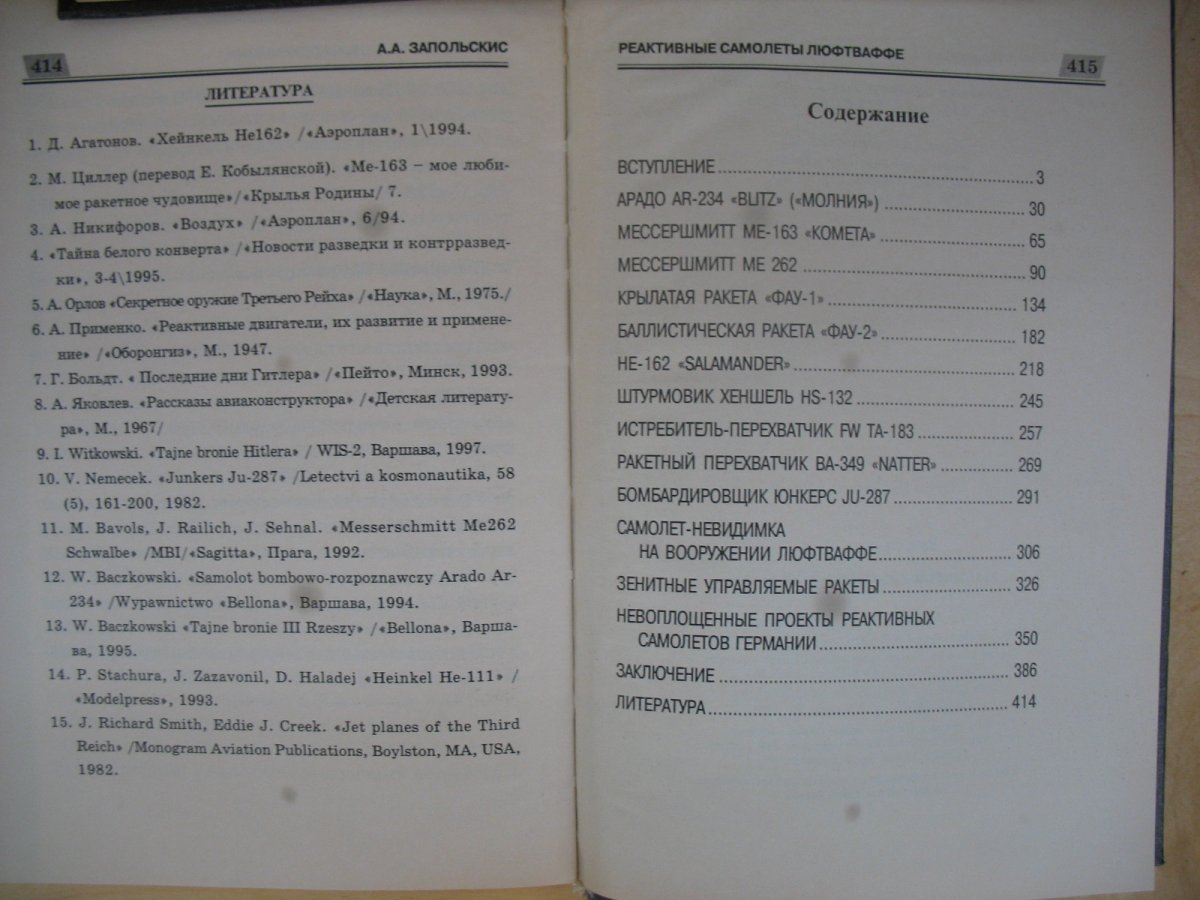 414
А.А. ЗАПОЛЬСКИС
ЛИТЕРАТУРА
1. Д. Агатонов. «Хейнкель Не162» /«Аэроплан», 1\1994.
2. М. Циллер (перевод Е. Кобылянской). «Ме-163 – мое люби-
мое ракетное чудовище»/«Крылья Родины/ 7.
3. А. Никифоров. «Воздух» /«Аэроплан», 6/94.
4. «Тайна белого конверта» /«Новости разведки и контрразвед-
ки», 3-4\1995.
5. А. Орлов «Секретное оружие Третьего Рейха» /«Наука», М., 1975./
6. А. Применко. «Реактивные двигатели, их развитие и примене-
ние» /«Оборонгиз», М., 1947.
7. Г. Больдт. « Последние дни Гитлера» /«Пейто», Минск, 1993.
8. А. Яковлев. «Рассказы авиаконструктора» /«Детская литерату-
ра», М., 1967/
9. I. Witkowski. «Tajne bronie Hitlera» / WIS-2, Варшава, 1997.
10. V. Nemecek. «Junkers Ju-287» /Letectvi a kosmonautika, 58
(5), 161-200, 1982.
11. M. Bavols, J. Railich, J. Sehnal. «Messerschmitt Me262
Schwalbe» /MBI/«Sagitta», Прага, 1992.
12. W. Baczkowski. «Samolot bombowo-rozpoznawczy Arado Ar-
234» /Wypawnictwo «Bellona», Варшава, 1994.
13. W. Baczkowski «Tajne bronie III Rzeszy» /«Bellona», Варша-
ва, 1995.
14. P. Stachura, J. Zazavonil, D. Haladej «Heinkel He-111» /
«Modelpress», 1993.
15. J. Richard Smith, Eddie J. Creek. «Jet planes of the Third
Reich» /Monogram Aviation Publications, Boylston, MA, USA,
1982.
РЕАКТИВНЫЕ САМОЛЕТЫ ЛЮФТВАФФЕ
415
Содержание
ВСТУПЛЕНИЕ 3
АРАДО AR-234 «BLITZ» («МОЛНИЯ») 30
МЕССЕРШМИТТ МЕ-163 «КОМЕТА» 65
МЕССЕРШМИТТ МЕ 262 90
КРЫЛАТАЯ РАКЕТА «ФАУ-1» 134
БАЛЛИСТИЧЕСКАЯ РАКЕТА «ФАУ-2» 182
НЕ-162 «SALAMANDER» 218
ШТУРМОВИК ХЕНШЕЛЬ HS-132 245
ИСТРЕБИТЕЛЬ-ПЕРЕХВАТЧИК FW TA-183 257
РАКЕТНЫЙ ПЕРЕХВАТЧИК BA-349 «NATTER» 269
БОМБАРДИРОВЩИК ЮНКЕРС JU-287 291
САМОЛЕТ-НЕВИДИМКА
НА ВООРУЖЕНИИ ЛЮФТВАФФЕ 306
ЗЕНИТНЫЕ УПРАВЛЯЕМЫЕ РАКЕТЫ 326
НЕВОПЛОЩЕННЫЕ ПРОЕКТЫ РЕАКТИВНЫХ
САМОЛЕТОВ ГЕРМАНИИ 350
ЗАКЛЮЧЕНИЕ 386
ЛИТЕРАТУРА 414